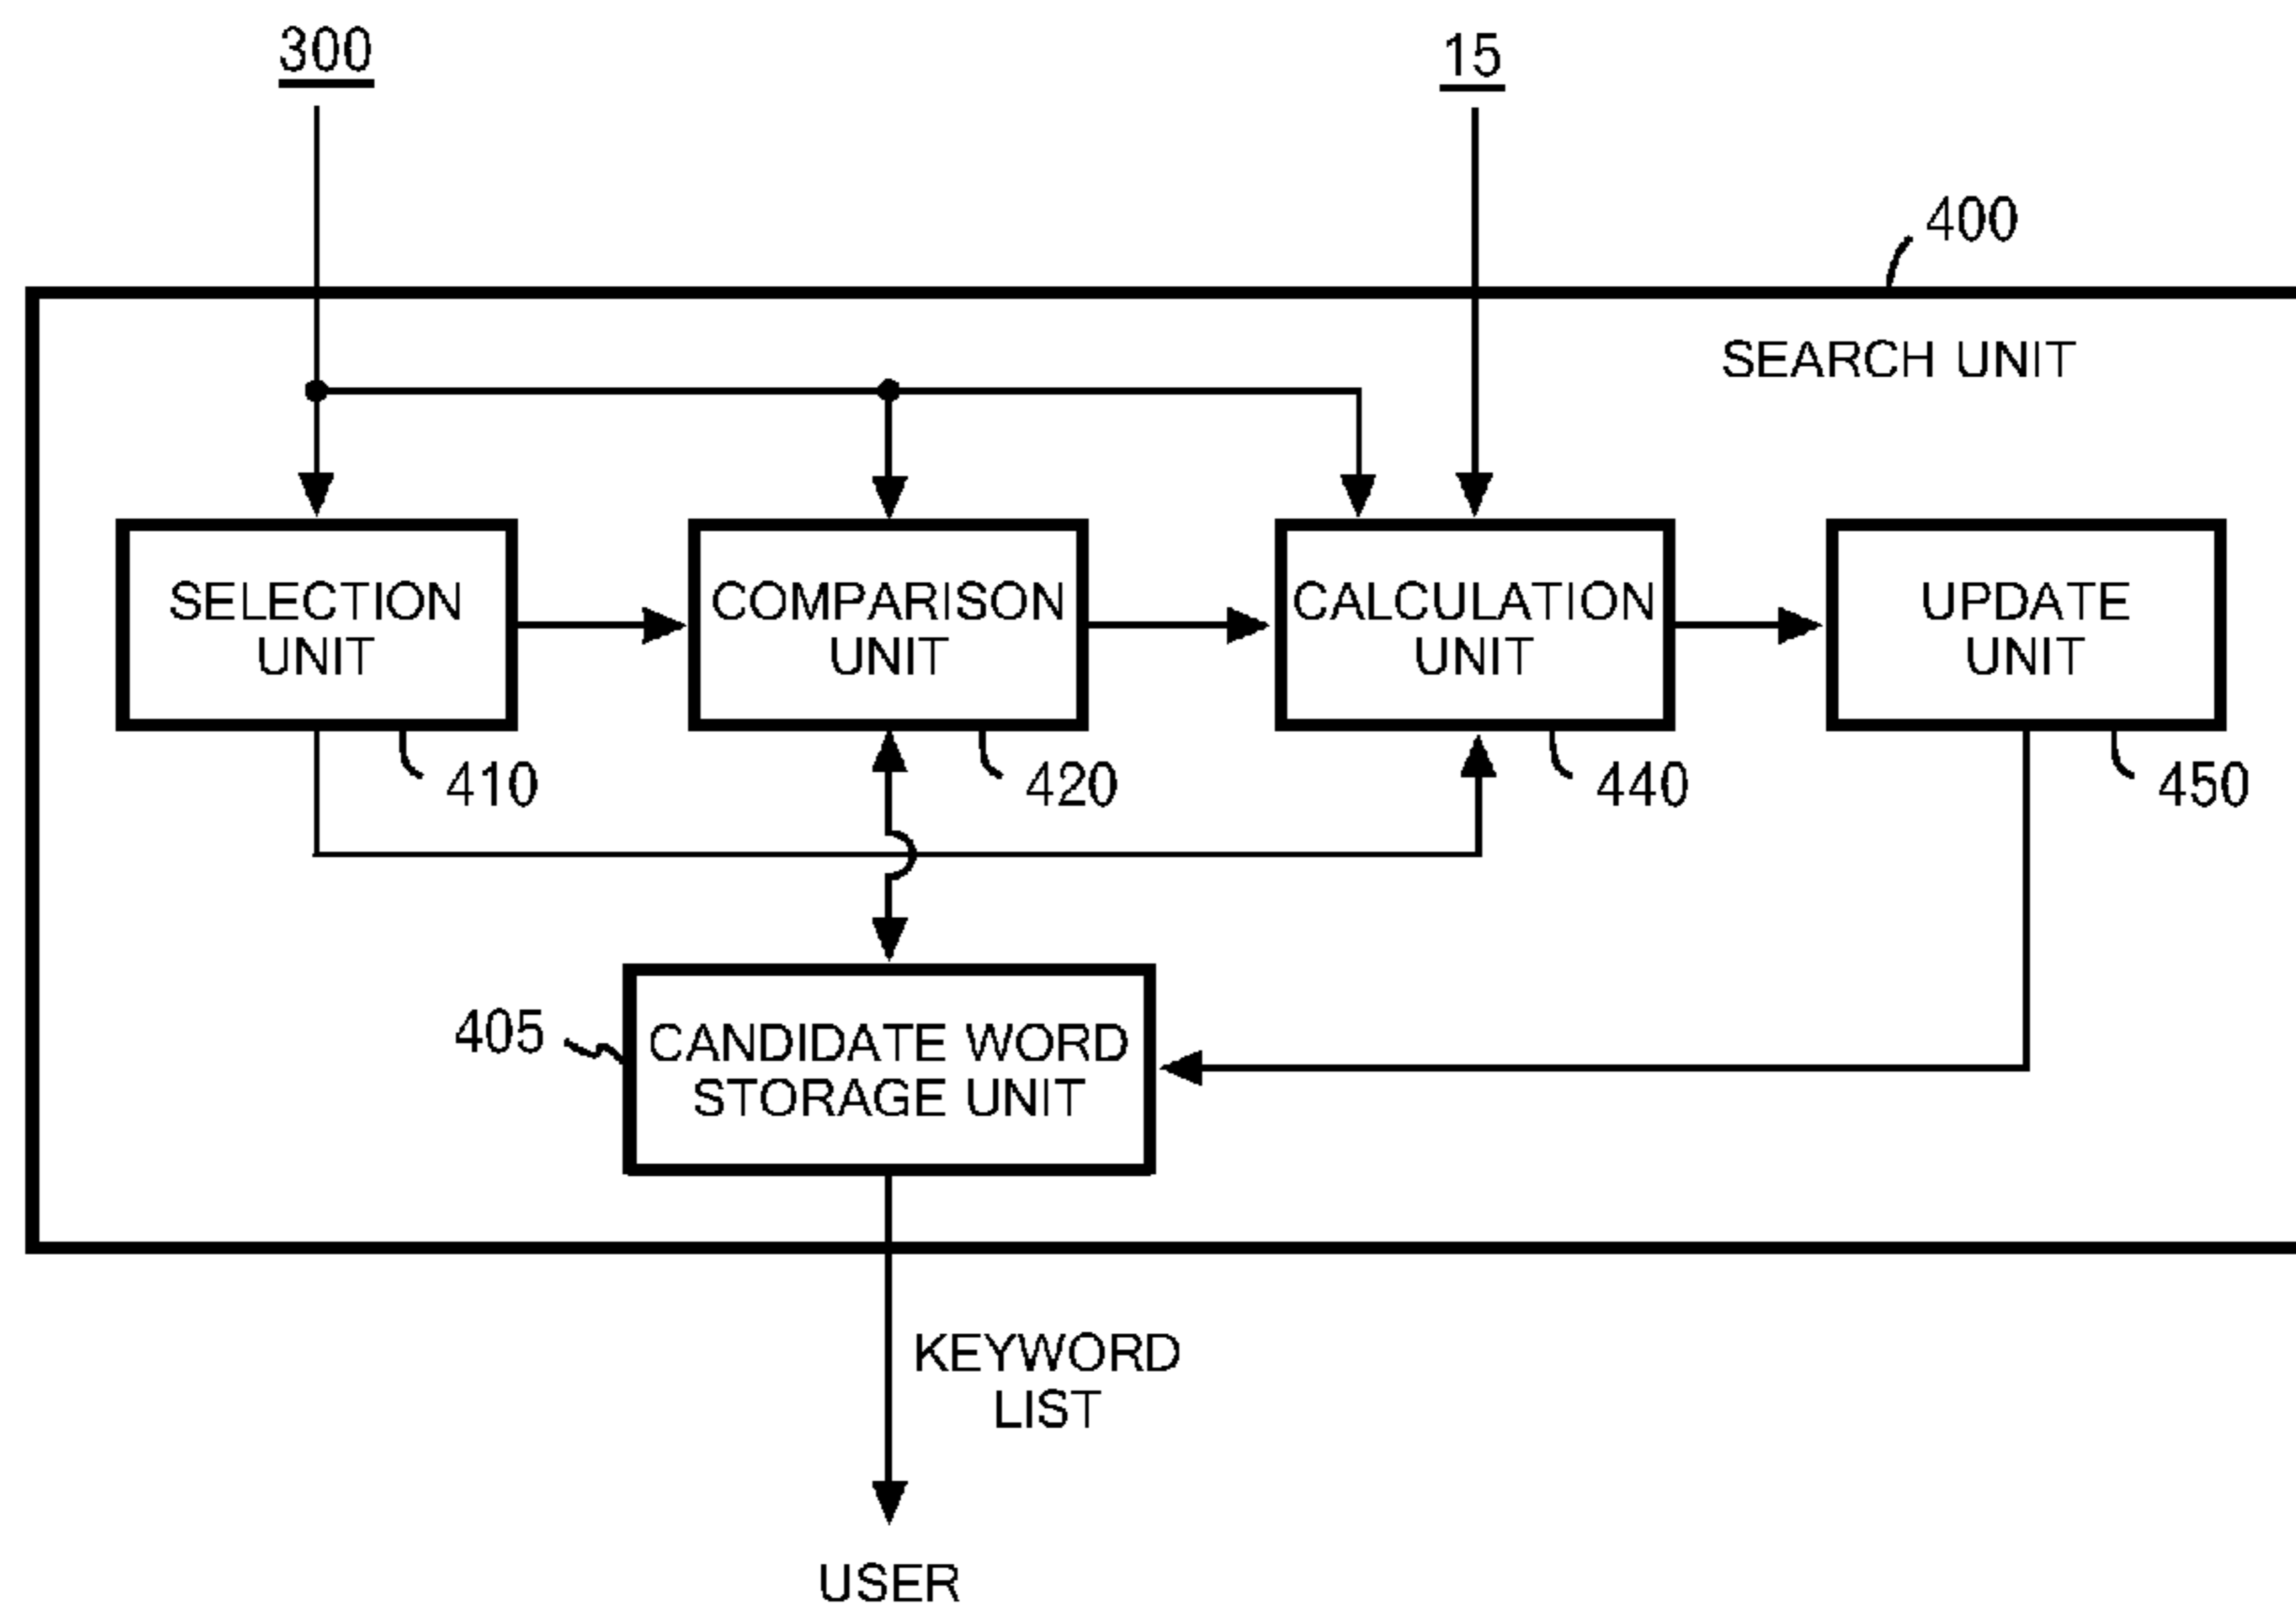 300
15
400
SEARCH UNIT
SELECTION
UNIT
COMPARISON
UNIT
CALCULATION
UNIT
UPDATE
UNIT
410
420
440
450
405
CANDIDATE WORD
STORAGE UNIT
KEYWORD
LIST
USER